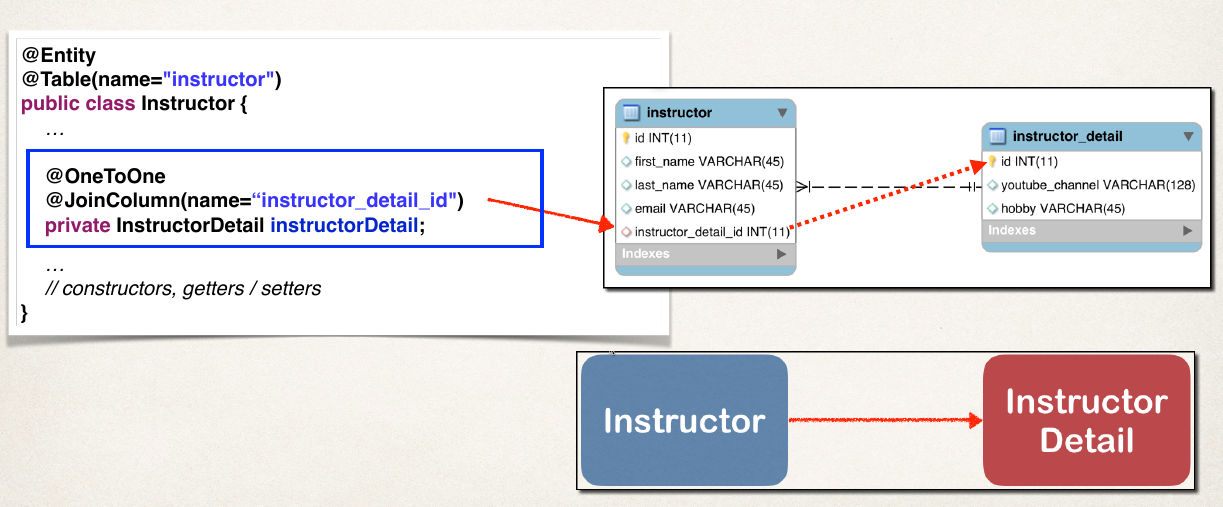 @Entity
@Table(name="instructor")
public class Instructor {
…
@OneToOne
@JoinColumn(name=“instructor_detail_id")
private InstructorDetail instructorDetail;
…
// constructors, getters / setters
}
instructor
id INT(11)
first_name VARCHAR(45)
last_name VARCHAR(45)
email VARCHAR(45)
instructor_detail_id INT(11)
Indexes
instructor_detail
id INT(11)
youtube_channel VARCHAR(128)
hobby VARCHAR(45)
Indexes
Instructor
Instructor
Detail